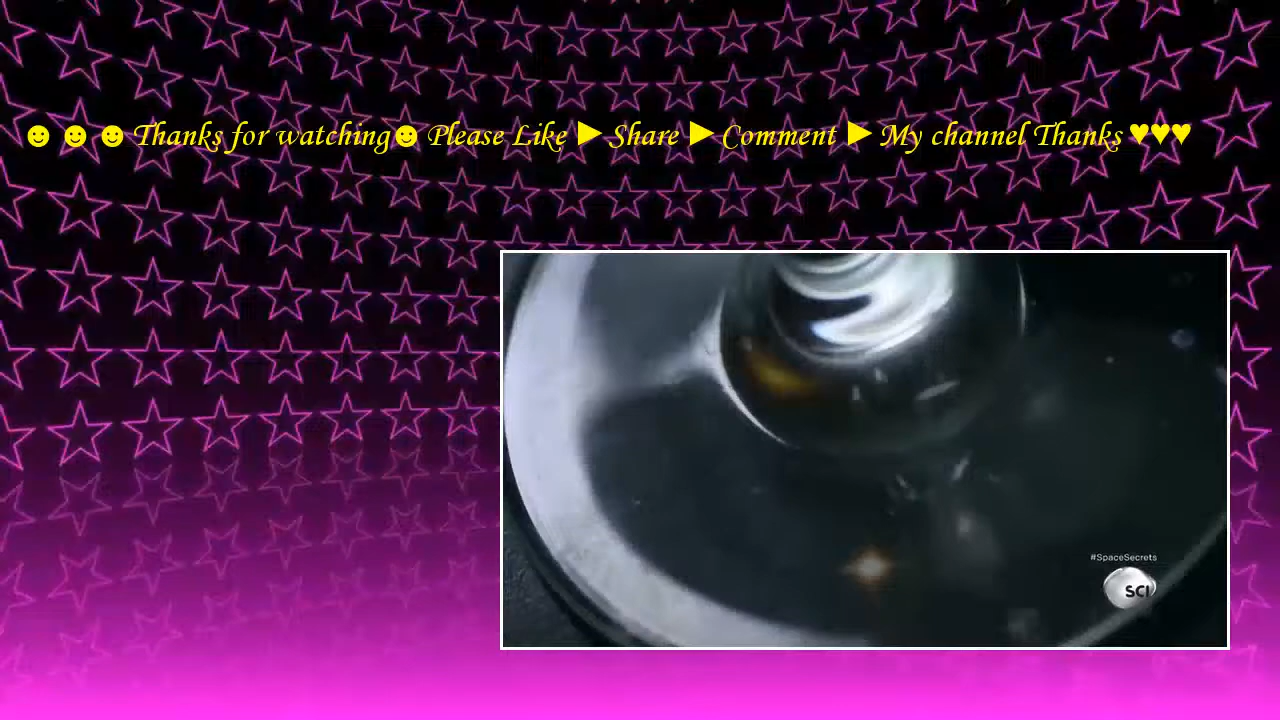 ☻ ☻ ☻ Thanks for watching☻ Please Like ► Share ► Comment ► My channel Thanks ♥♥♥
#SpaceSecrets
SCI